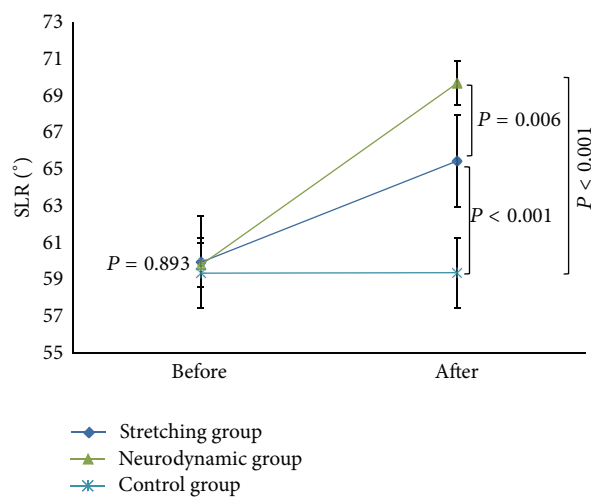 73
71
69
67
65
63
61
59
57
55
SLR (°)
P = 0.893
P = 0.006
P < 0.001
P < 0.001
Before
After
Stretching group
Neurodynamic group
Control group